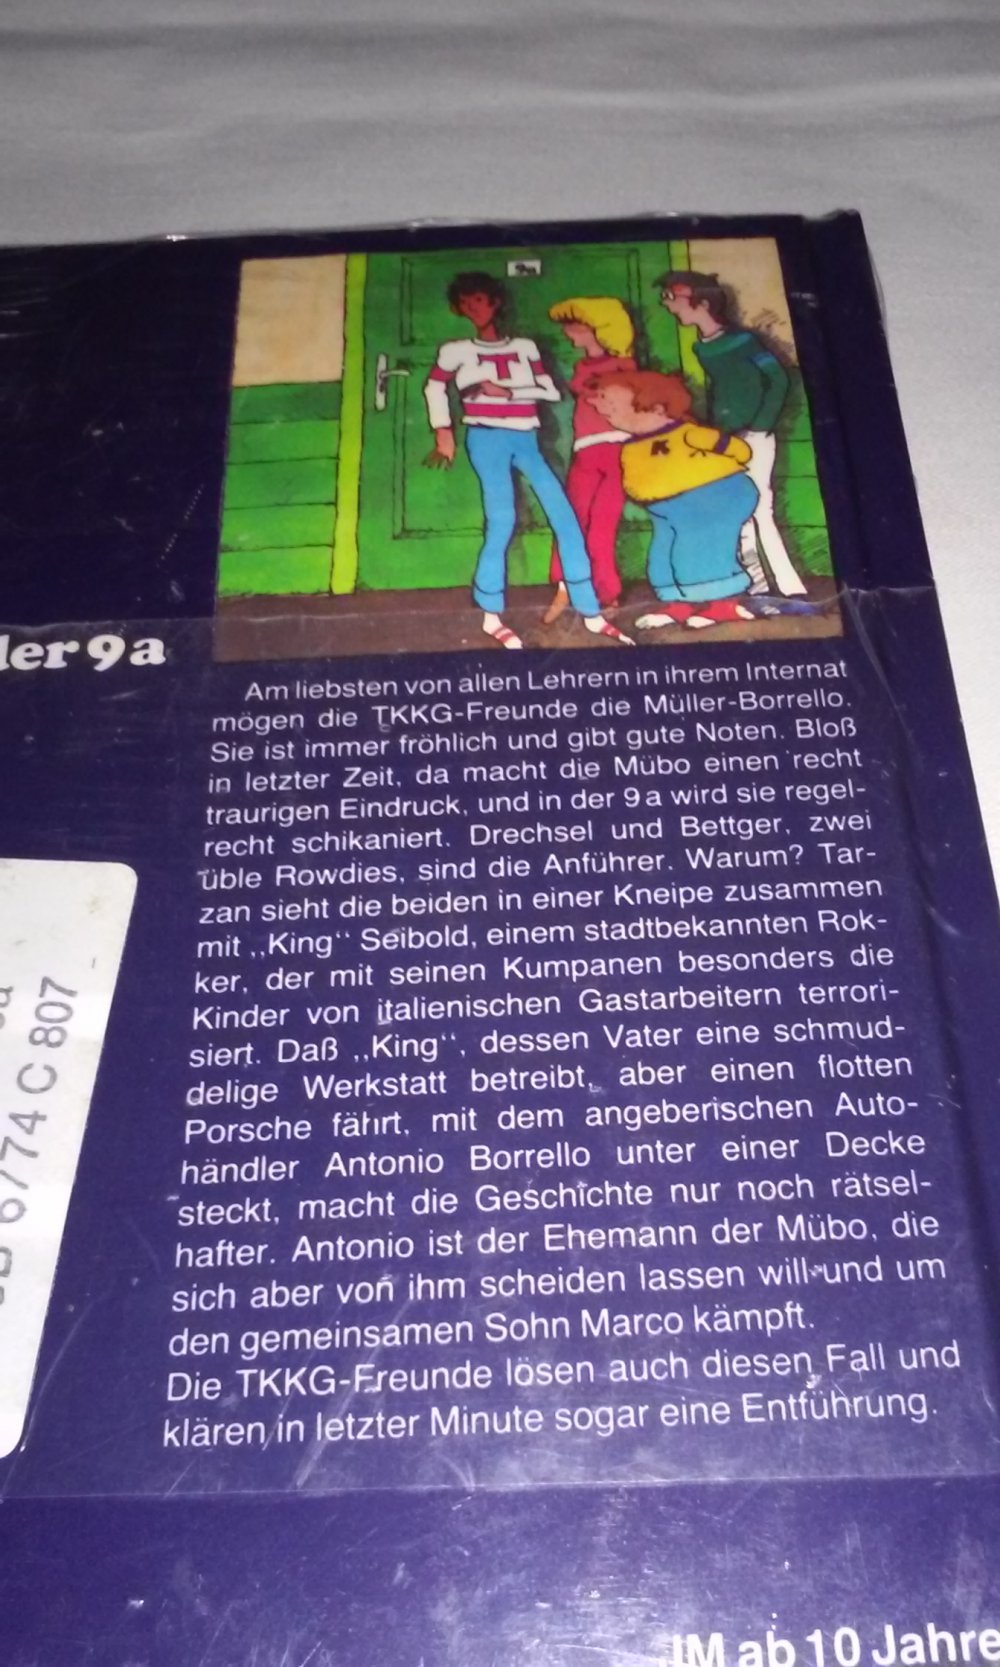 9a
T
K
der 9a
Am liebsten von allen Lehrern in ihrem Internat
mögen die TKKG-Freunde die Müller-Borrello.
Sie ist immer fröhlich und gibt gute Noten. Bloß
in letzter Zeit, da macht die Mübo einen recht
traurigen Eindruck, und in der 9a wird sie regel-
recht schikaniert. Drechsel und Bettger, zwei
üble Rowdies, sind die Anführer. Warum? Tar-
zan sieht die beiden in einer Kneipe zusammen
mit „King“ Seibold, einem stadtbekannten Rok-
ker, der mit seinen Kumpanen besonders die
Kinder von italienischen Gastarbeitern terrori-
siert. Daß „King“, dessen Vater eine schmud-
delige Werkstatt betreibt, aber einen flotten
Porsche fährt, mit dem angeberischen Auto-
händler Antonio Borrello unter einer Decke
steckt, macht die Geschichte nur noch rätsel-
hafter. Antonio ist der Ehemann der Mübo, die
sich aber von ihm scheiden lassen will und um
den gemeinsamen Sohn Marco kämpft.
Die TKKG-Freunde lösen auch diesen Fall und
klären in letzter Minute sogar eine Entführung.
6774 C 807
JM ab 10 Jahre